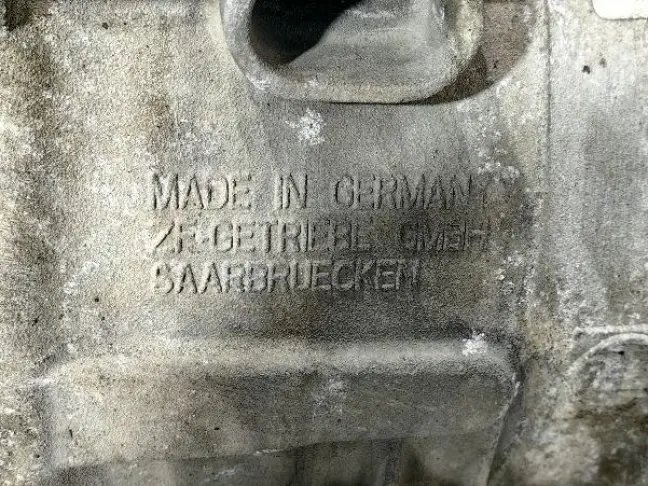 MADE IN GERMANY
ZF-GETRIEBE GMBH
SAARBRUECKEN